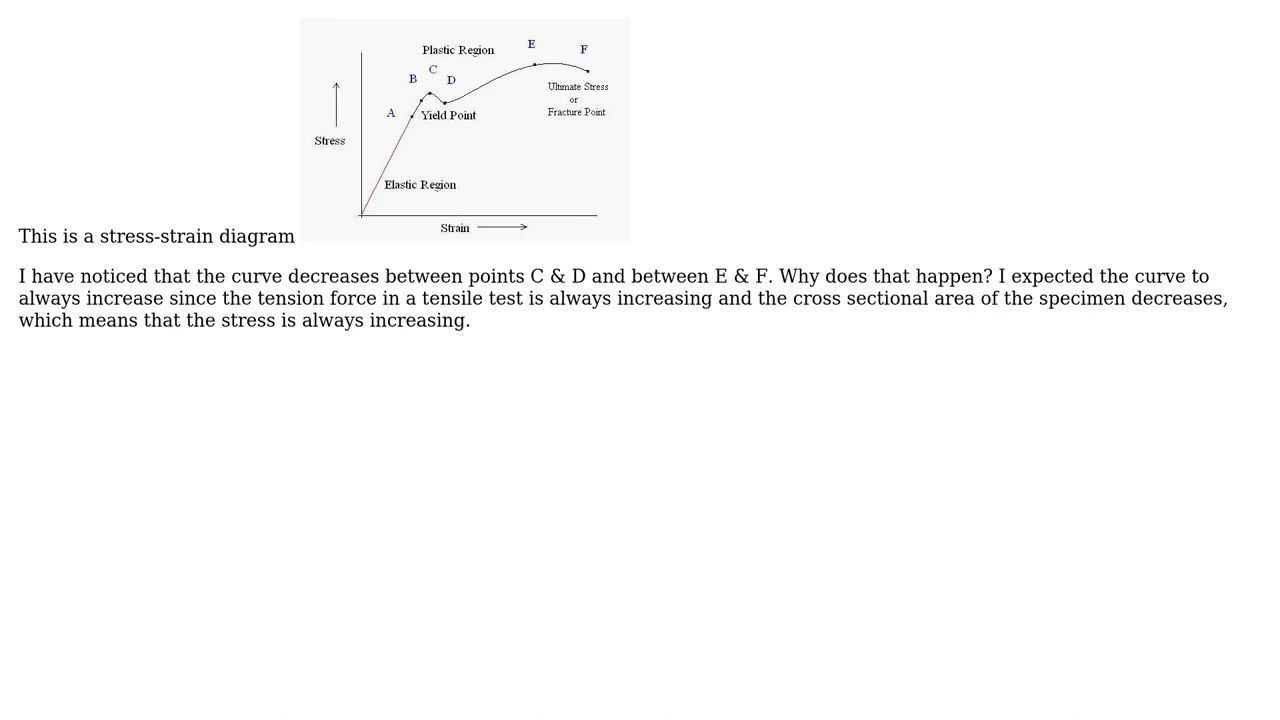 Plastic Region
E
F
C
B
D
Ultimate Stress
or
Fracture Point
A
Yield Point
Stress
Elastic Region
Strain
This is a stress-strain diagram
I have noticed that the curve decreases between points C & D and between E & F. Why does that happen? I expected the curve to
always increase since the tension force in a tensile test is always increasing and the cross sectional area of the specimen decreases,
which means that the stress is always increasing.